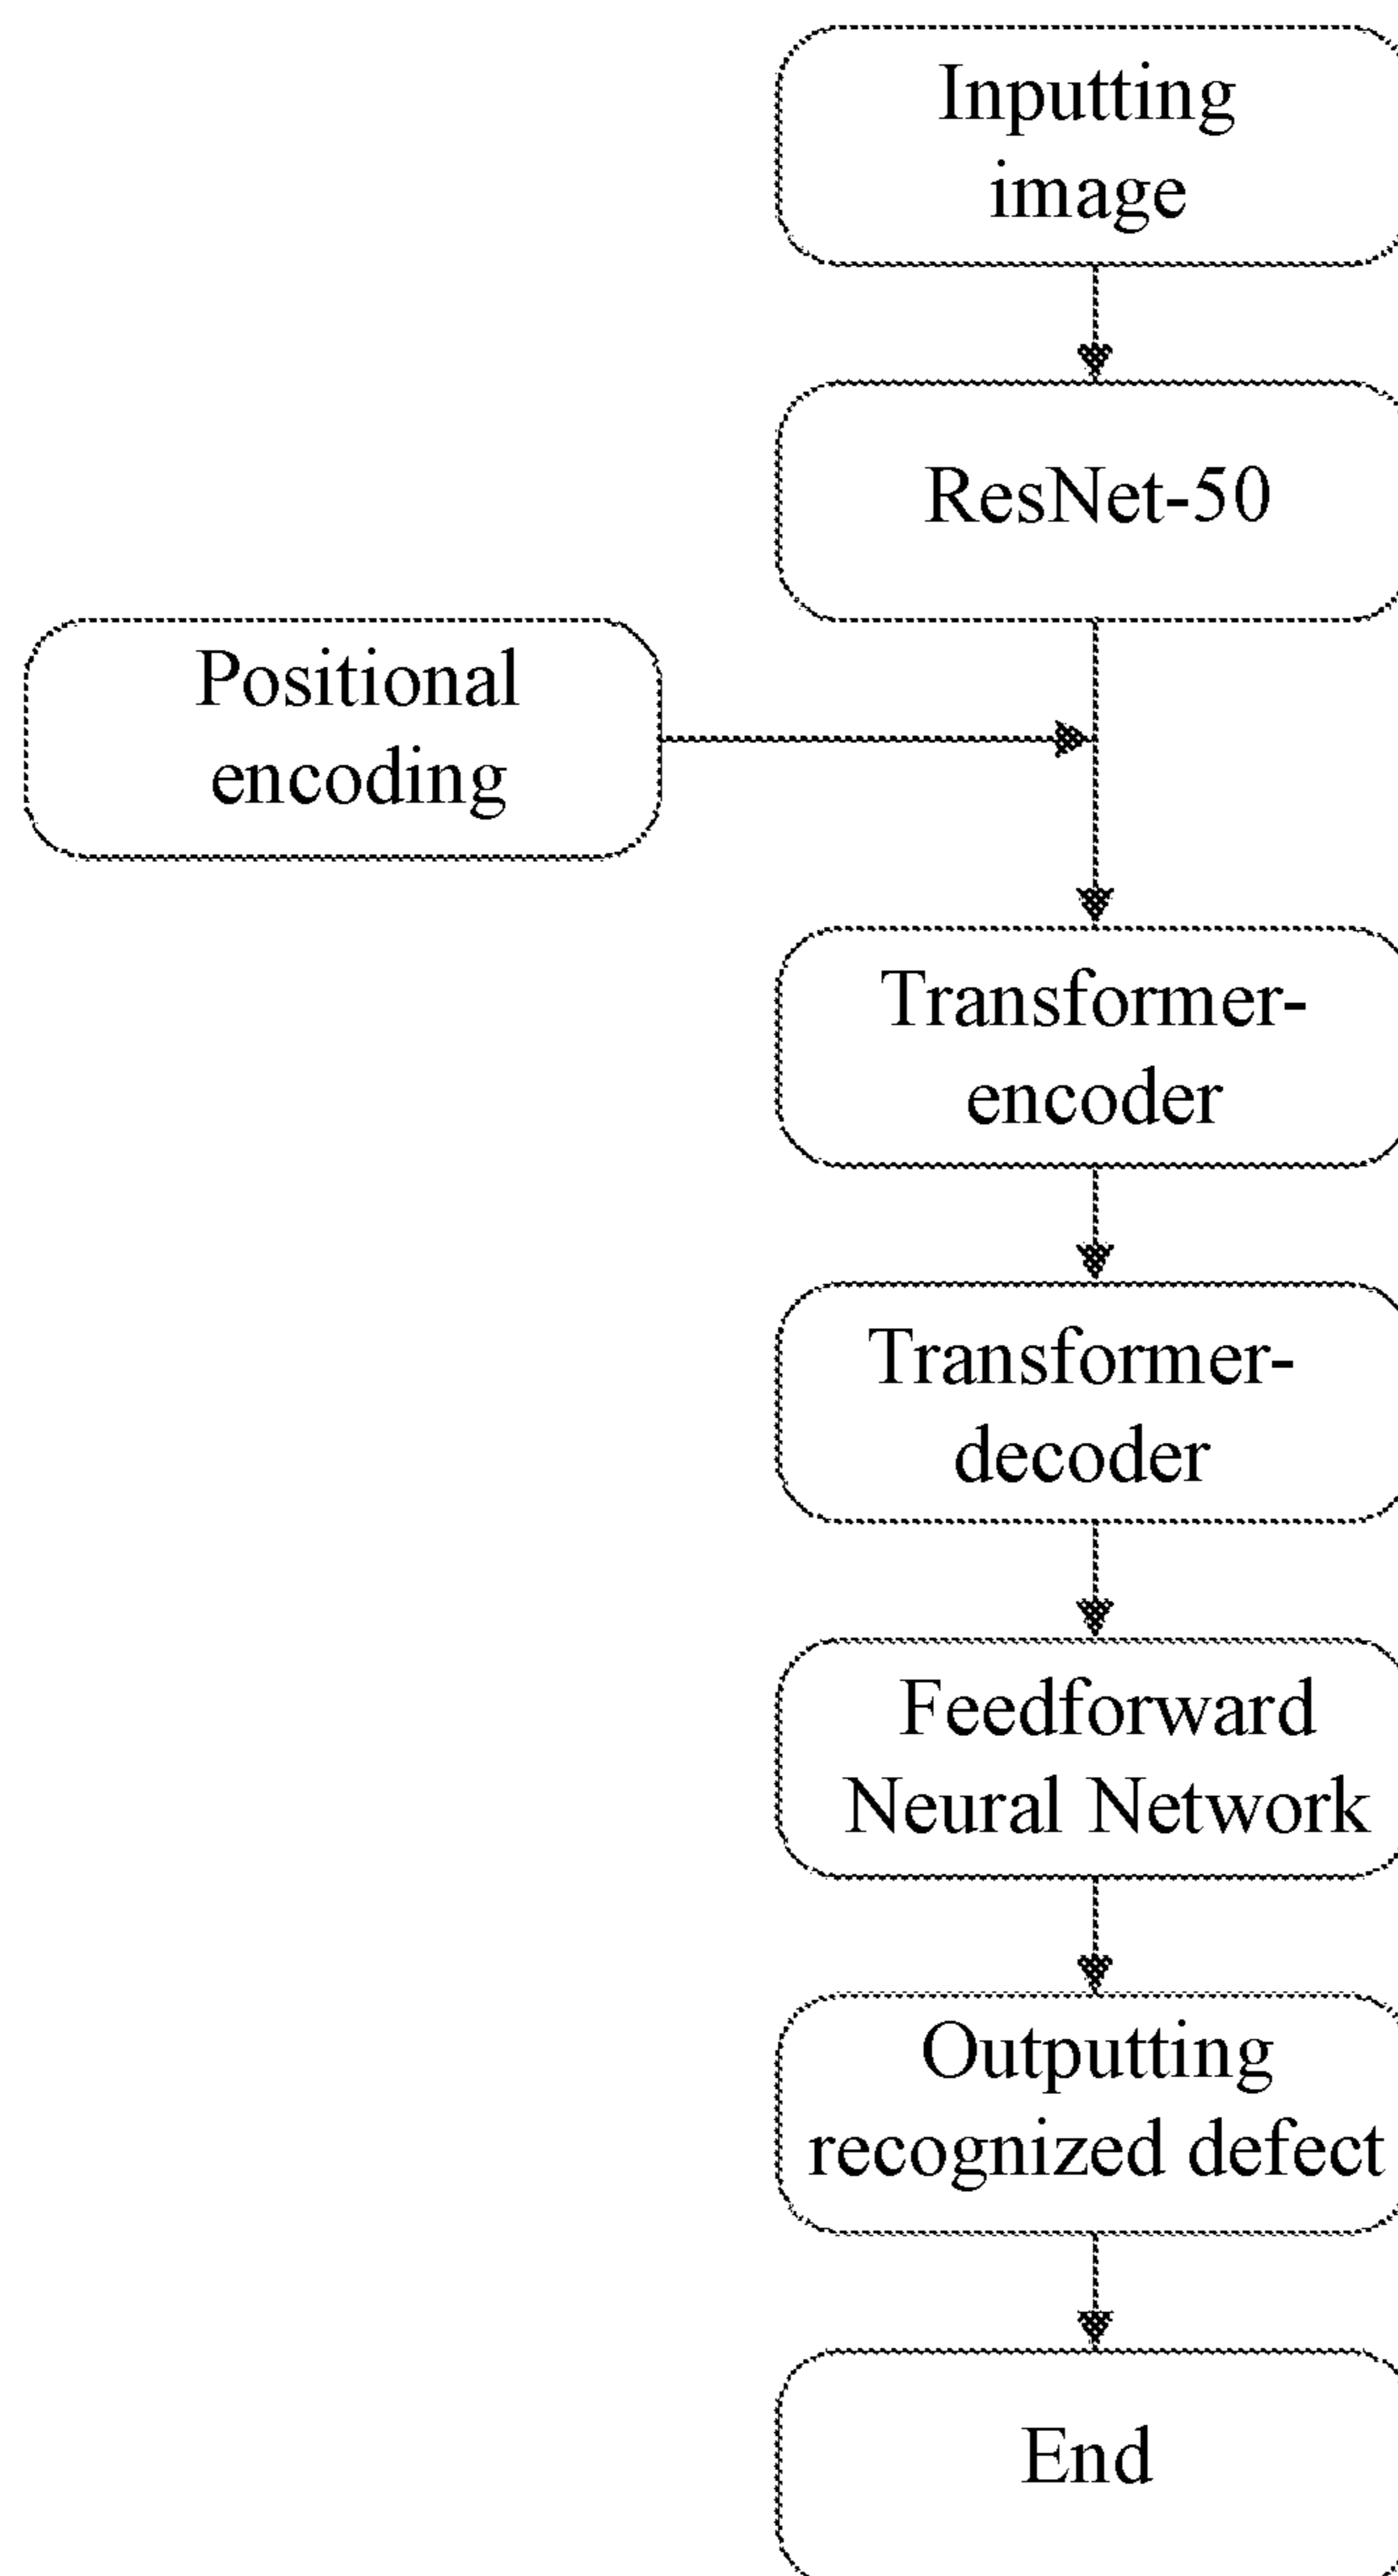 Inputting
image
ResNet-50
Positional
encoding
Transformer-
encoder
Transformer-
decoder
Feedforward
Neural Network
Outputting
recognized defect
End